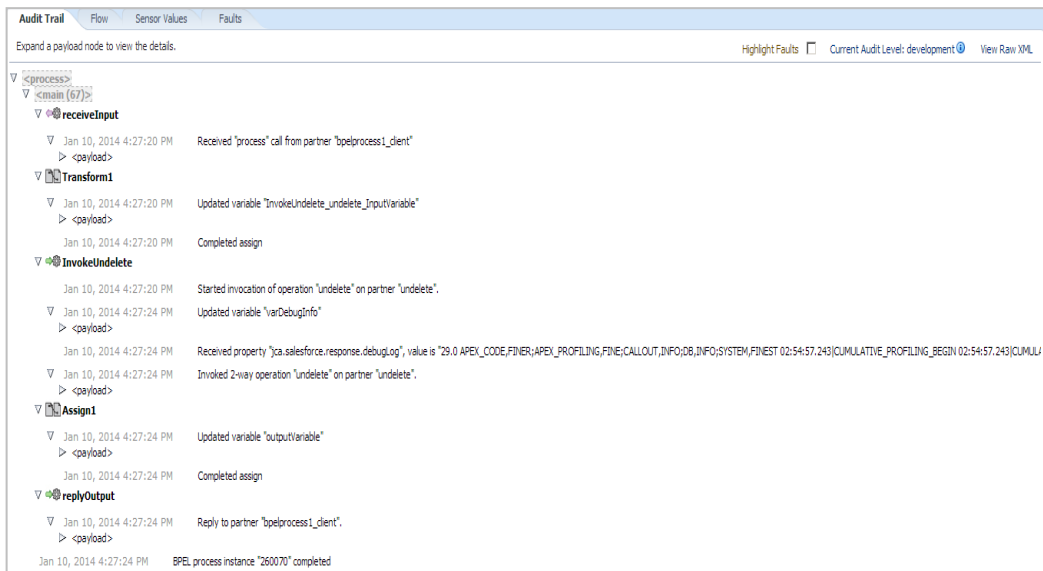 Audit Trail Flow Sensor Values Faults
Expand a payload node to view the details.
Highlight Faults Current Audit Level: development View Raw XML
<process>
<main (67)>
receiveInput
Jan 10, 2014 4:27:20 PM Received "process" call from partner "bpelprocess1_client"
<payload>
Transform1
Jan 10, 2014 4:27:20 PM Updated variable "InvokeUndelete_undelete_InputVariable"
<payload>
Jan 10, 2014 4:27:20 PM Completed assign
InvokeUndelete
Jan 10, 2014 4:27:20 PM Started invocation of operation "undelete" on partner "undelete".
Jan 10, 2014 4:27:24 PM Updated variable "varDebugInfo"
<payload>
Jan 10, 2014 4:27:24 PM Received property "jca.salesforce.response.debugLog", value is "29.0 APEX_CODE,FINER;APEX_PROFILING,FINE;CALLOUT,INFO;DB,INFO;SYSTEM,FINEST 02:54:57.243|CUMULATIVE_PROFILING_BEGIN 02:54:57.243|CUMULA
Jan 10, 2014 4:27:24 PM Invoked 2-way operation "undelete" on partner "undelete".
<payload>
Assign1
Jan 10, 2014 4:27:24 PM Updated variable "outputVariable"
<payload>
Jan 10, 2014 4:27:24 PM Completed assign
replyOutput
Jan 10, 2014 4:27:24 PM Reply to partner "bpelprocess1_client".
<payload>
Jan 10, 2014 4:27:24 PM BPEL process instance "260070" completed